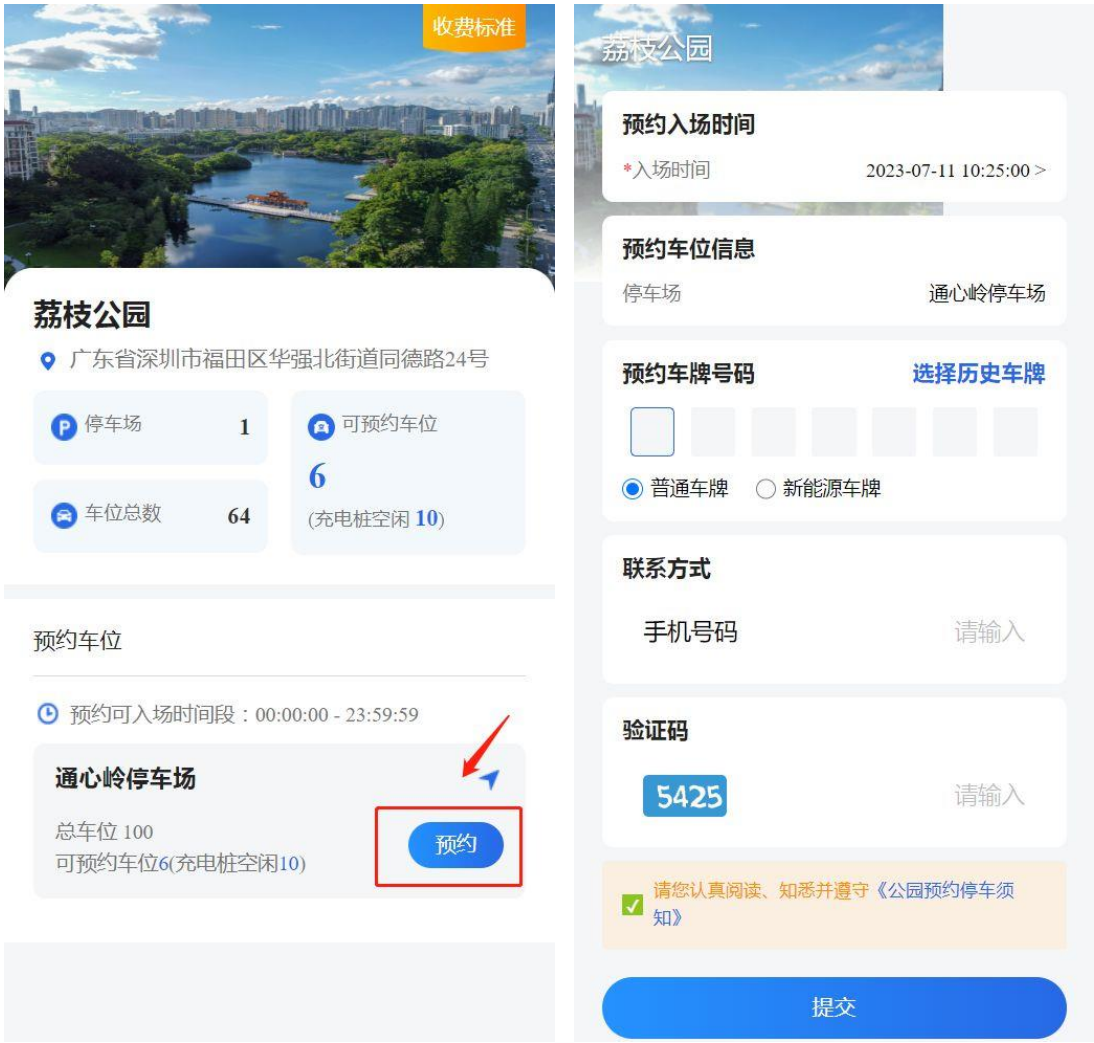 收费标准
荔枝公园
广东省深圳市福田区华强北街道同德路24号
停车场 1
可预约车位
6
(充电桩空闲 10)
车位总数 64
预约车位
预约可入场时间段：00:00:00 - 23:59:59
通心岭停车场
总车位 100
可预约车位6(充电桩空闲10)
预约
荔枝公园
预约入场时间
*入场时间 2023-07-11 10:25:00 >
预约车位信息
停车场 通心岭停车场
预约车牌号码 选择历史车牌
普通车牌 新能源车牌
联系方式
手机号码 请输入
验证码
5425 请输入
请您认真阅读、知悉并遵守《公园预约停车须
知》
提交